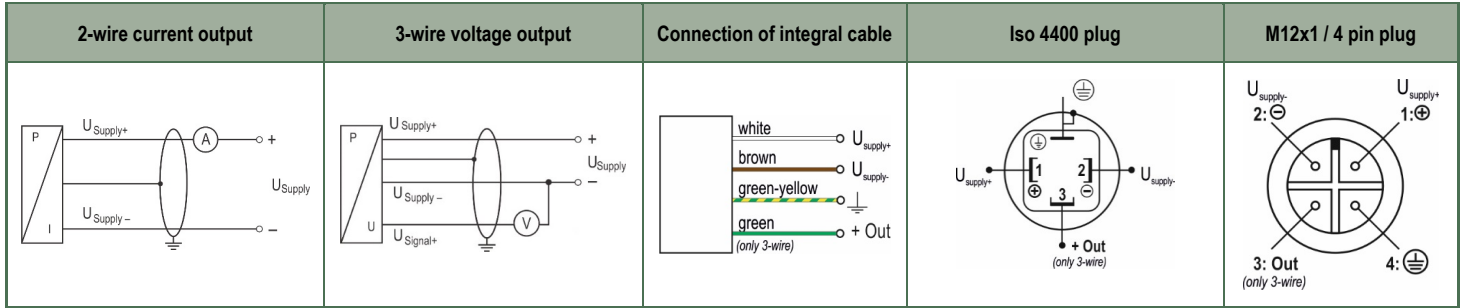 2-wire current output
3-wire voltage output
Connection of integral cable
Iso 4400 plug
M12x1 / 4 pin plug
P
U Supply+
A
+
U Supply
U Supply –
I
–
P
U Supply+
+
U Supply
–
U Supply –
U
U Signal+
V
white
U supply+
brown
U supply-
green-yellow
green
+ Out
(only 3-wire)
U supply+
1
2
U supply-
+
−
3
+ Out
(only 3-wire)
U supply-
2:⊖
U supply+
1:⊕
3: Out
(only 3-wire)
4: